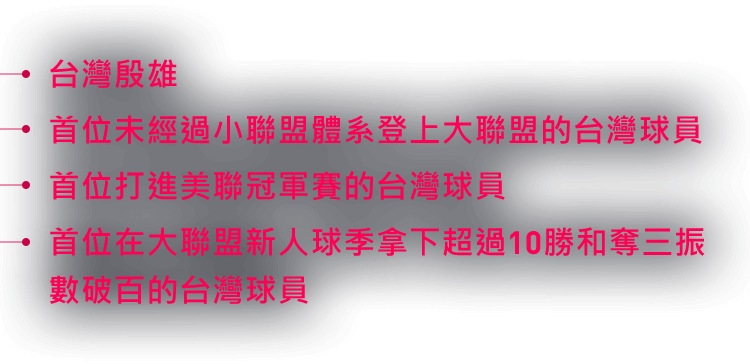 台灣殷雄
首位未經過小聯盟體系登上大聯盟的台灣球員
首位打進美聯冠軍賽的台灣球員
首位在大聯盟新人球季拿下超過10勝和奪三振
數破百的台灣球員